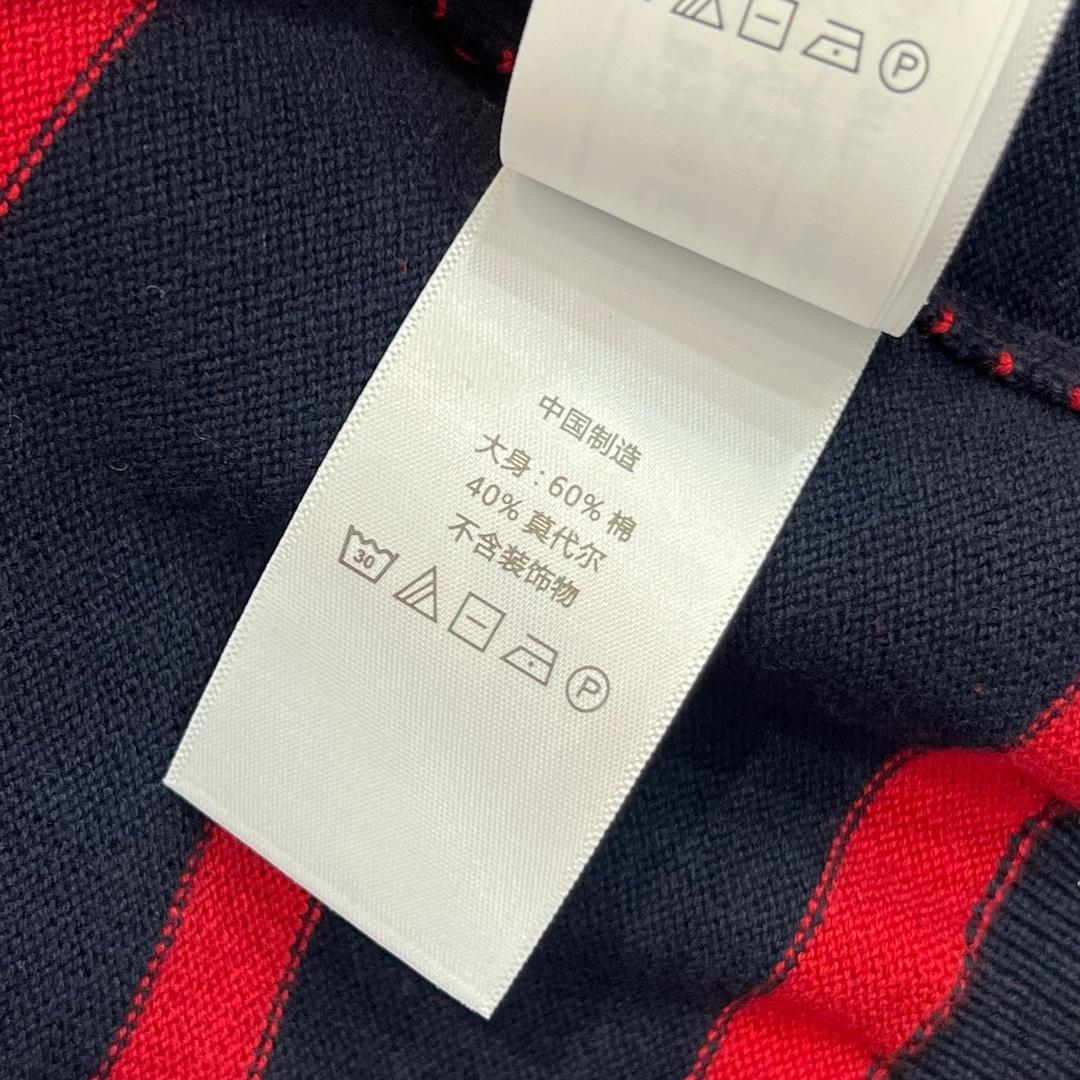 P
中国制造
大身:60% 棉
40% 莫代尔
不含装饰物
30 P